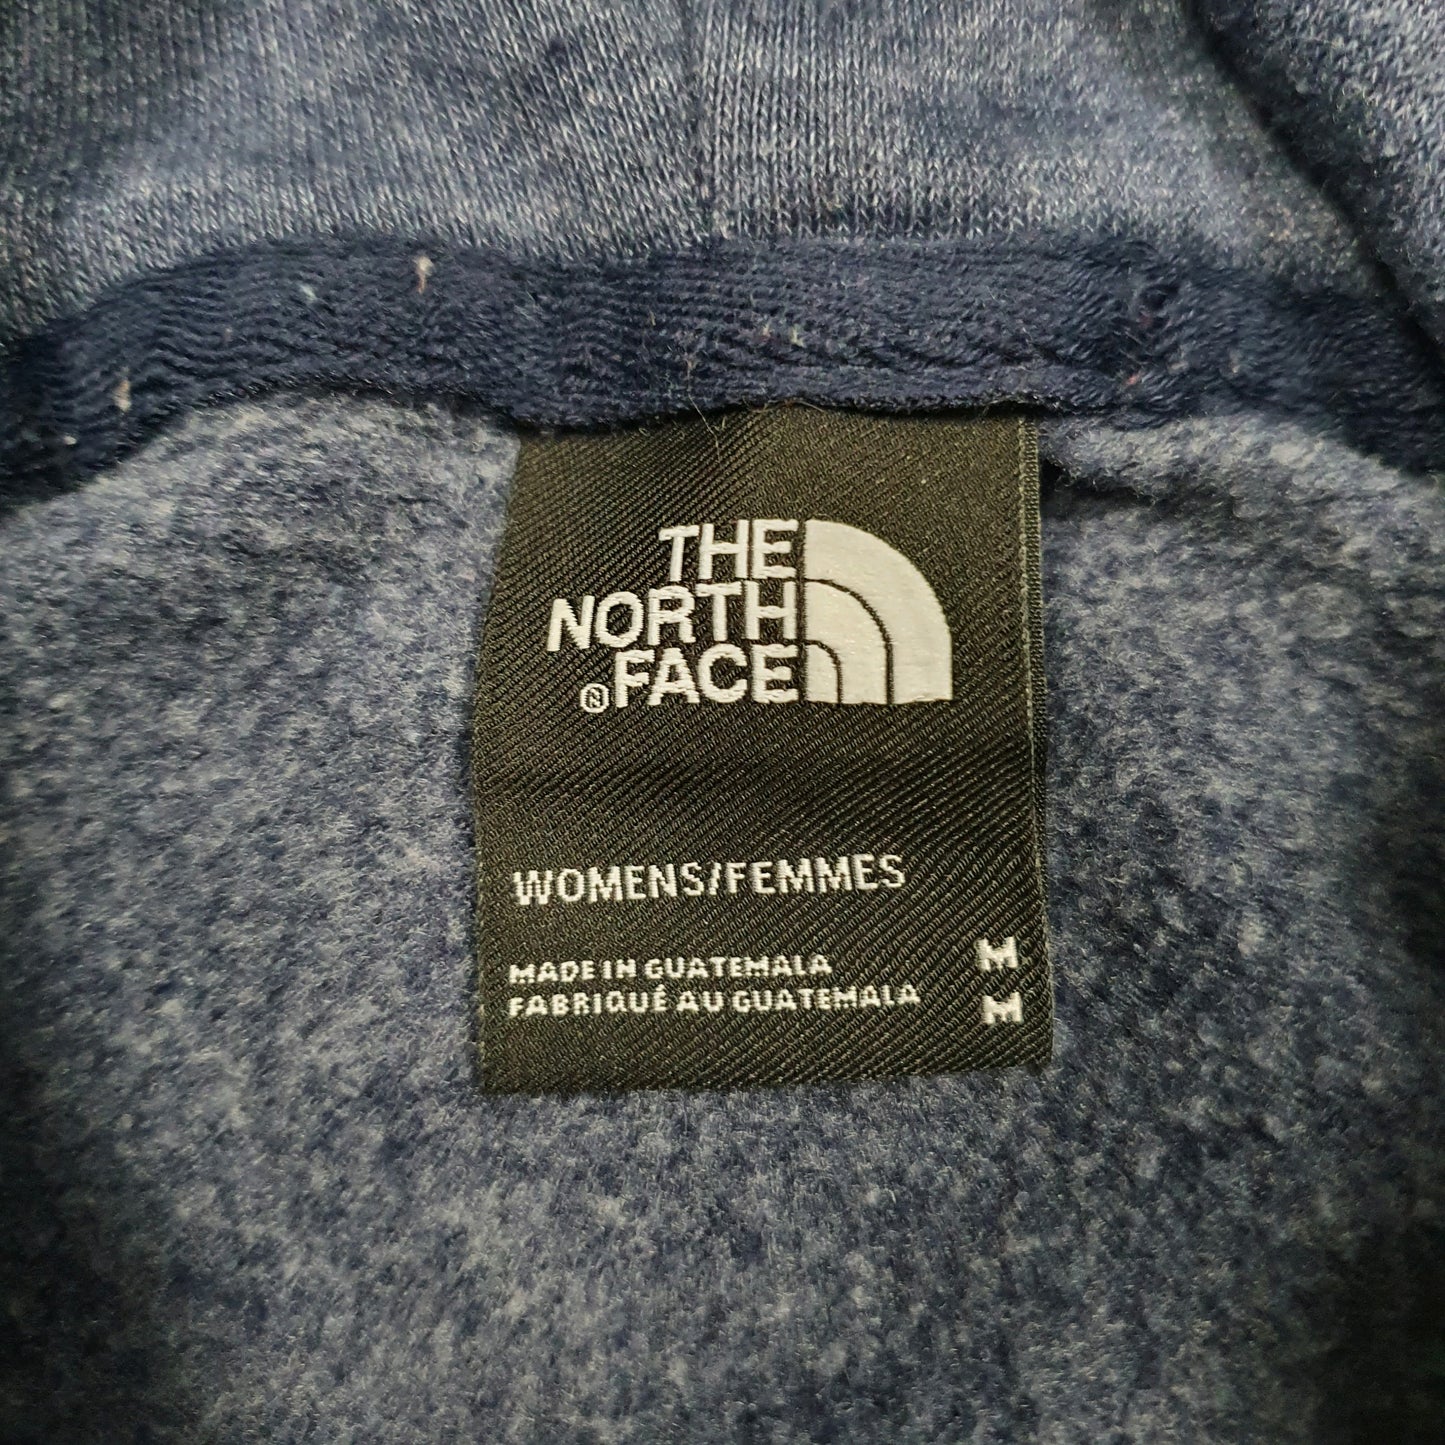 THE
NORTH
®FACE
WOMENS/FEMMES
MADE IN GUATEMALA M
FABRIQUÉ AU GUATEMALA M